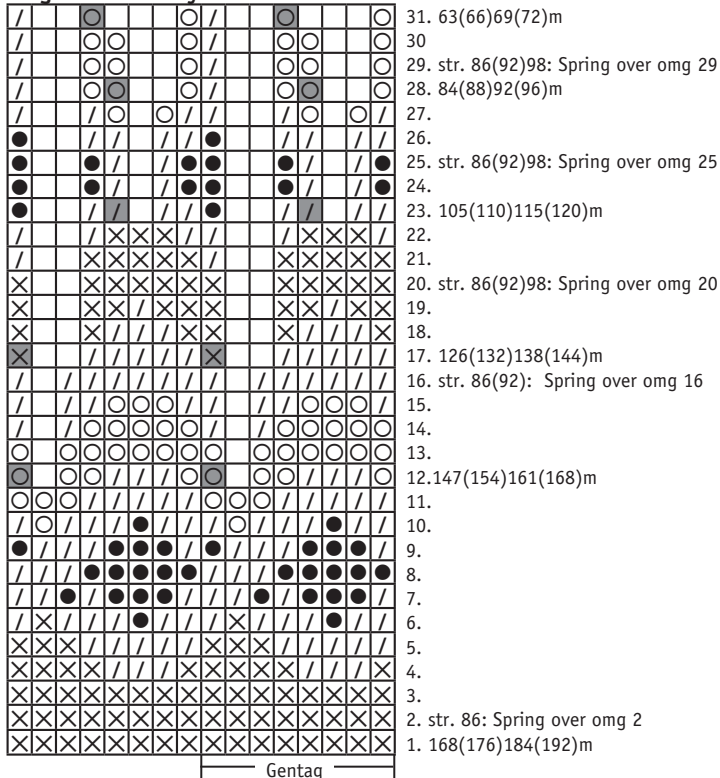 31. 63(66)69(72)m
30
29. str. 86(92)98: Spring over omg 29
28. 84(88)92(96)m
27.
26.
25. str. 86(92)98: Spring over omg 25
24.
23. 105(110)115(120)m
22.
21.
20. str. 86(92)98: Spring over omg 20
19.
18.
17. 126(132)138(144)m
16. str. 86(92): Spring over omg 16
15.
14.
13.
12.147(154)161(168)m
11.
10.
9.
8.
7.
6.
5.
4.
3.
2. str. 86: Spring over omg 2
1. 168(176)184(192)m
Gentag